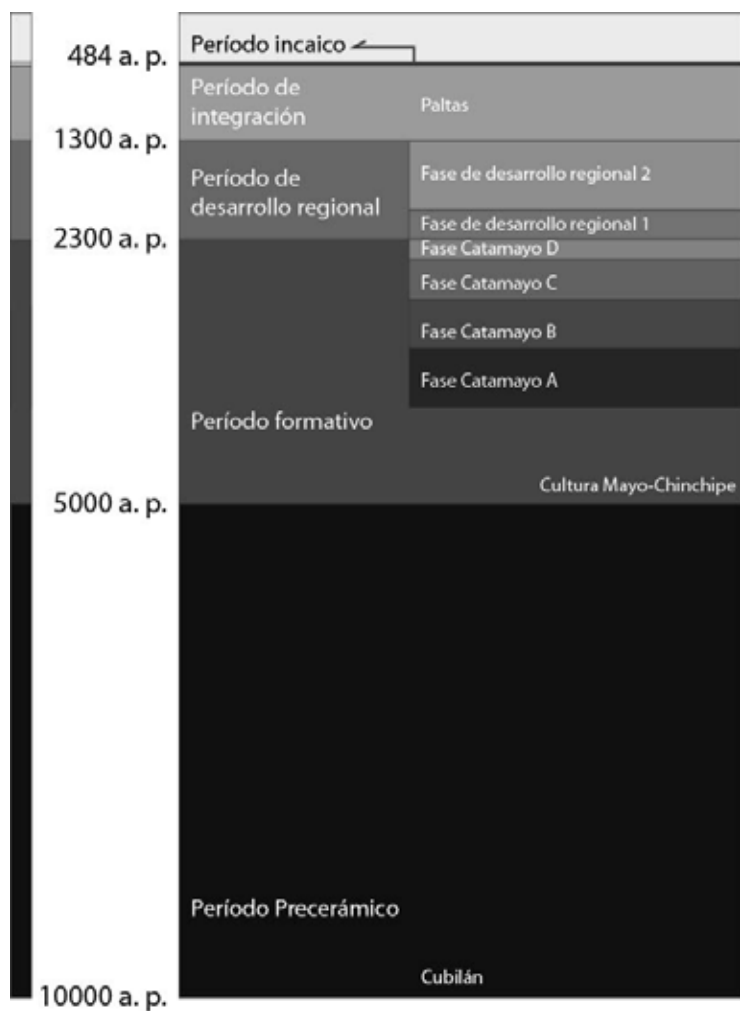 Período incaico
484 a. p.
Período de
integración
Paltas
1300 a. p.
Período de
desarrollo regional
Fase de desarrollo regional 2
Fase de desarrollo regional 1
2300 a. p.
Fase Catamayo D
Fase Catamayo C
Fase Catamayo B
Fase Catamayo A
Período formativo
Cultura Mayo-Chinchipe
5000 a. p.
Período Precerámico
Cubilán
10000 a. p.